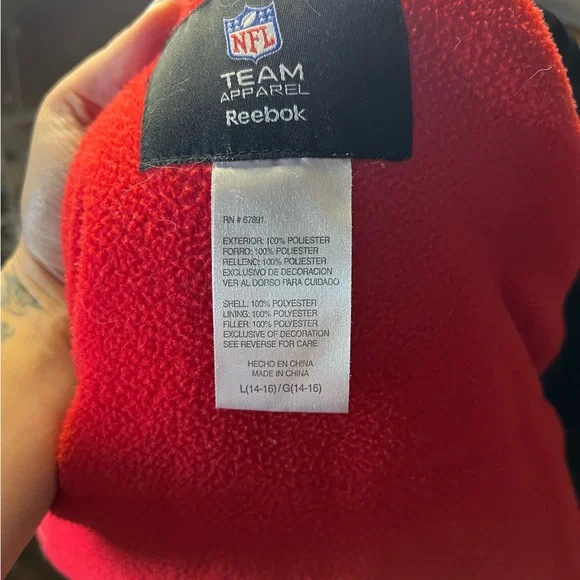 NFL
TEAM
APPAREL
Reebok
RN # 67891
EXTERIOR: 100% POLIESTER
FORRO: 100% POLIESTER
RELLENO: 100% POLIESTER
EXCLUSIVO DE DECORACION
VER AL DORSO PARA CUIDADO
SHELL: 100% POLYESTER
LINING: 100% POLYESTER
FILLER: 100% POLYESTER
EXCLUSIVE OF DECORATION
SEE REVERSE FOR CARE
HECHO EN CHINA
MADE IN CHINA
L(14-16) / G(14-16)